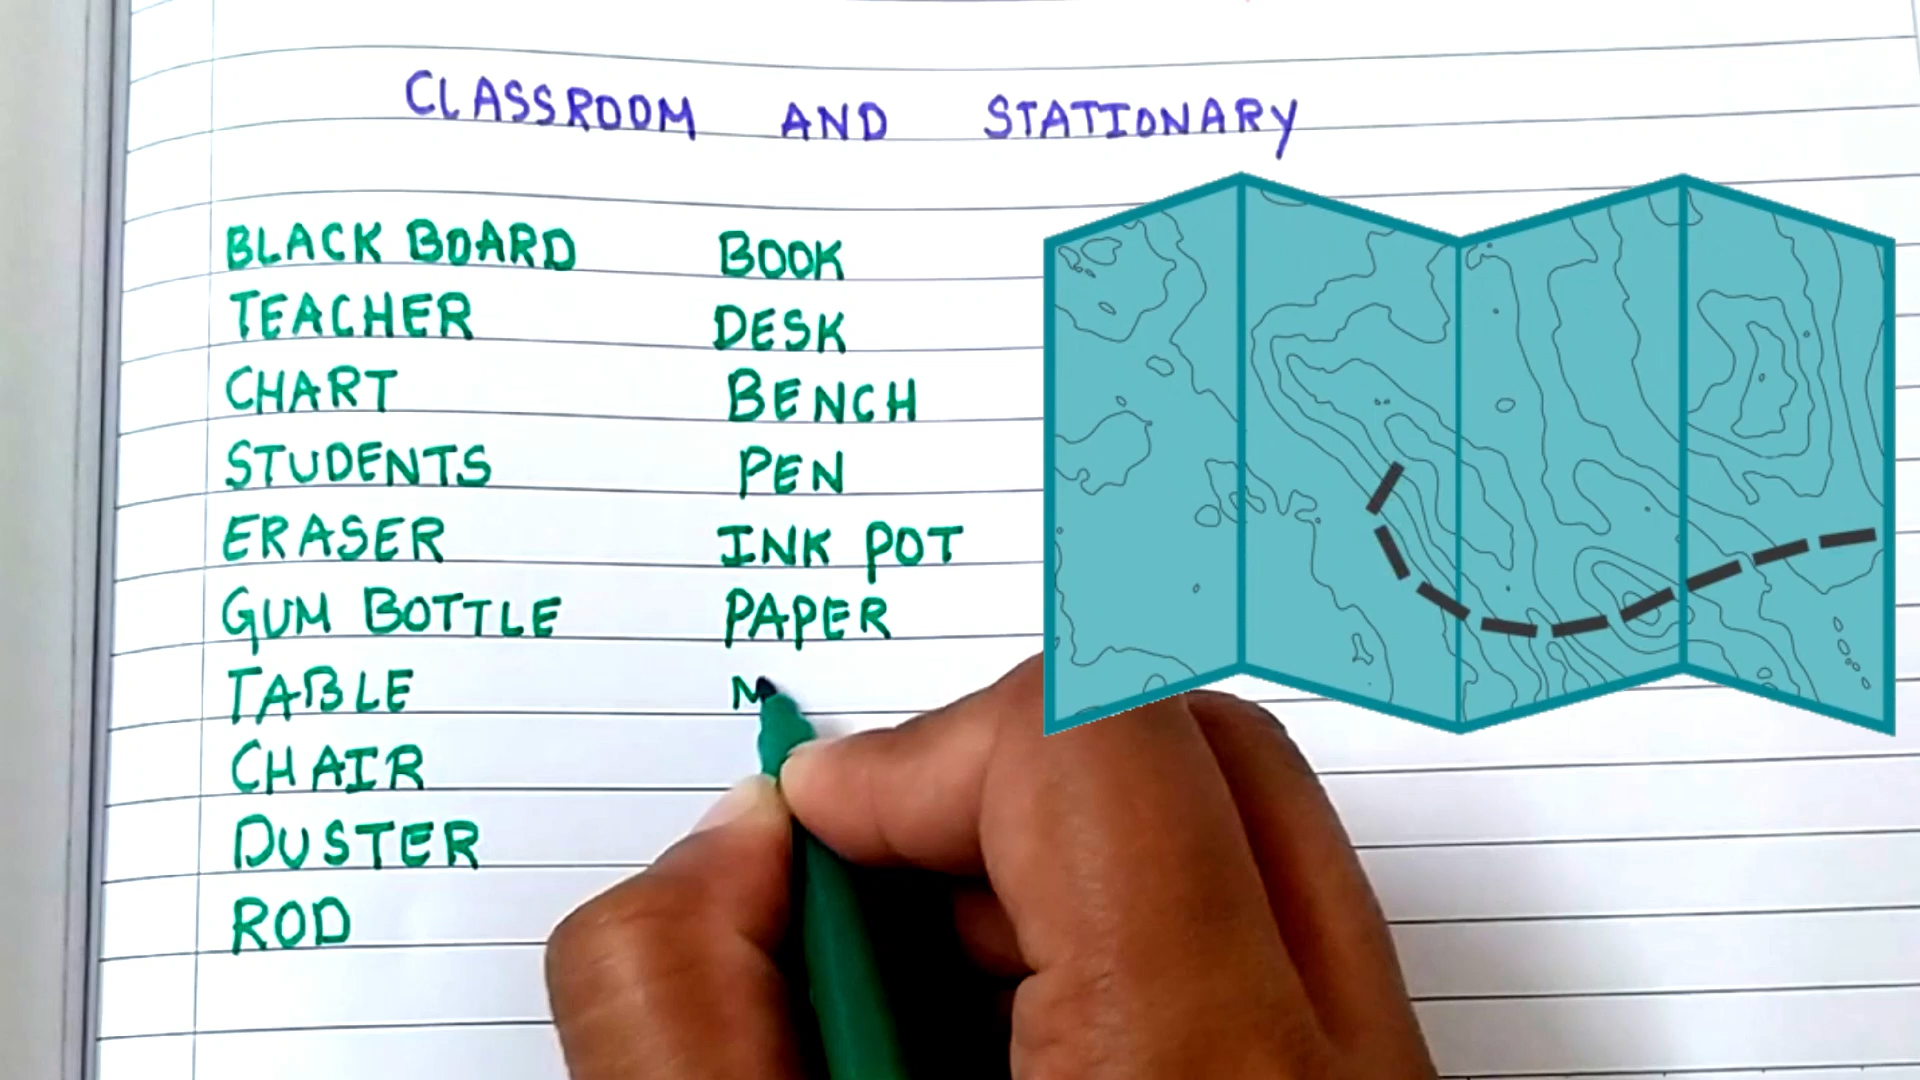 CLASSROOM AND STATIONARY
BLACK BOARD
TEACHER
CHART
STUDENTS
ERASER
GUM BOTTLE
TABLE
CHAIR
DUSTER
ROD
BOOK
DESK
BENCH
PEN
INK POT
PAPER
M